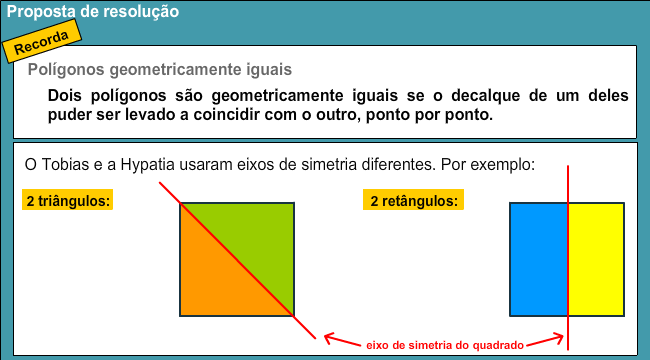 Proposta de resolução
Recorda
Polígonos geometricamente iguais
Dois polígonos são geometricamente iguais se o decalque de um deles
puder ser levado a coincidir com o outro, ponto por ponto.
O Tobias e a Hypatia usaram eixos de simetria diferentes. Por exemplo:
2 triângulos:
2 retângulos:
eixo de simetria do quadrado